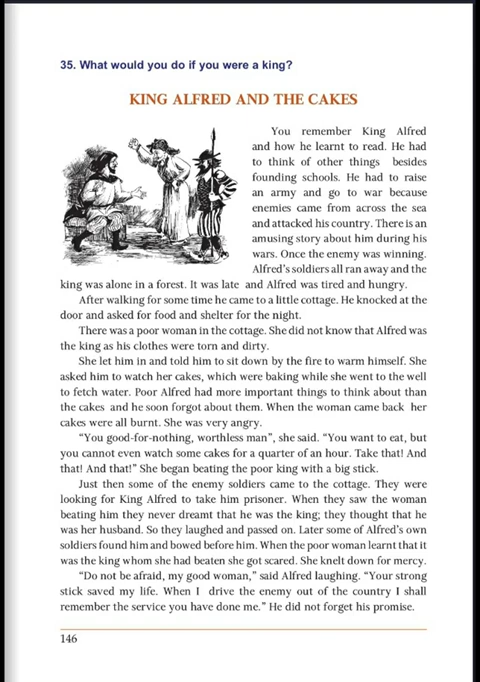 35. What would you do if you were a king?
KING ALFRED AND THE CAKES
You remember King Alfred
and how he learnt to read. He had
to think of other things besides
founding schools. He had to raise
an army and go to war because
enemies came from across the sea
and attacked his country. There is an
amusing story about him during his
wars. Once the enemy was winning.
Alfred's soldiers all ran away and the
king was alone in a forest. It was late and Alfred was tired and hungry.
After walking for some time he came to a little cottage. He knocked at the
door and asked for food and shelter for the night.
There was a poor woman in the cottage. She did not know that Alfred was
the king as his clothes were torn and dirty.
She let him in and told him to sit down by the fire to warm himself. She
asked him to watch her cakes, which were baking while she went to the well
to fetch water. Poor Alfred had more important things to think about than
the cakes and he soon forgot about them. When the woman came back her
cakes were all burnt. She was very angry.
“You good-for-nothing, worthless man”, she said. “You want to eat, but
you cannot even watch some cakes for a quarter of an hour. Take that! And
that! And that!” She began beating the poor king with a big stick.
Just then some of the enemy soldiers came to the cottage. They were
looking for King Alfred to take him prisoner. When they saw the woman
beating him they never dreamt that he was the king; they thought that he
was her husband. So they laughed and passed on. Later some of Alfred's own
soldiers found him and bowed before him. When the poor woman learnt that it
was the king whom she had beaten she got scared. She knelt down for mercy.
“Do not be afraid, my good woman,” said Alfred laughing. “Your strong
stick saved my life. When I drive the enemy out of the country I shall
remember the service you have done me.” He did not forget his promise.
146